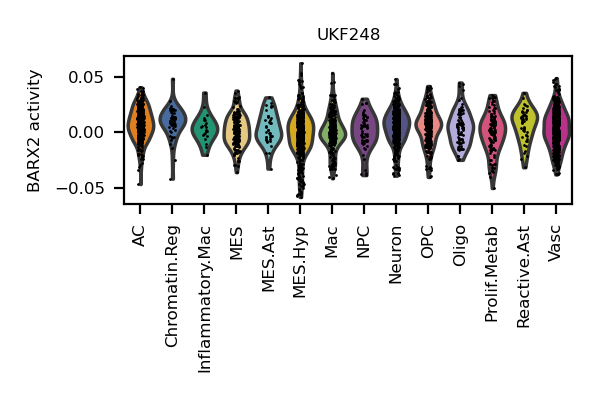 UKF248
BARX2 activity
0.05
0.00
−0.05
AC
Chromatin.Reg
Inflammatory.Mac
MES
MES.Ast
MES.Hyp
Mac
NPC
Neuron
OPC
Oligo
Prolif.Metab
Reactive.Ast
Vasc